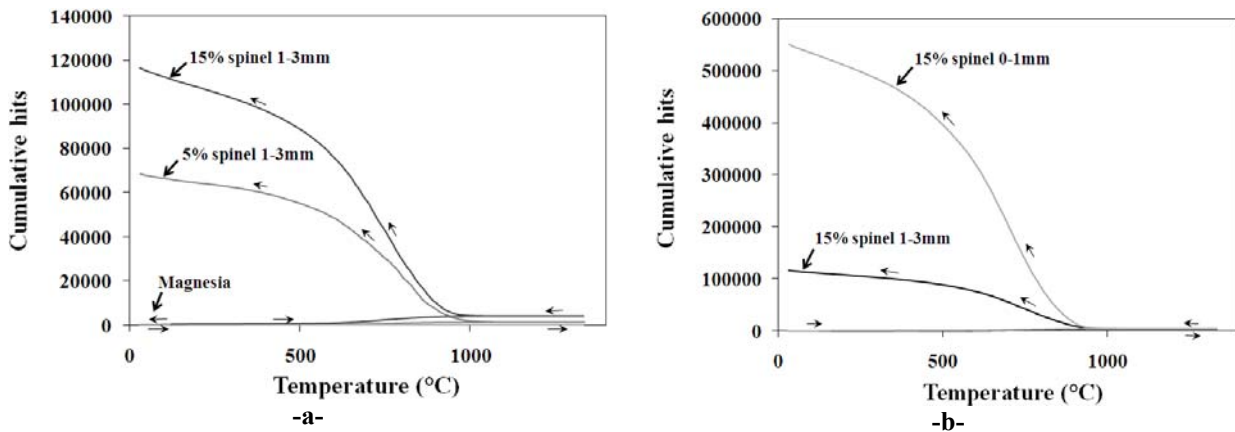 140000
120000
100000
80000
60000
40000
20000
0
Cumulative hits
15% spinel 1-3mm
5% spinel 1-3mm
Magnesia
0
500
1000
Temperature (°C)
-a-
600000
500000
400000
300000
200000
100000
0
Cumulative hits
15% spinel 0-1mm
15% spinel 1-3mm
0
500
1000
Temperature (°C)
-b-